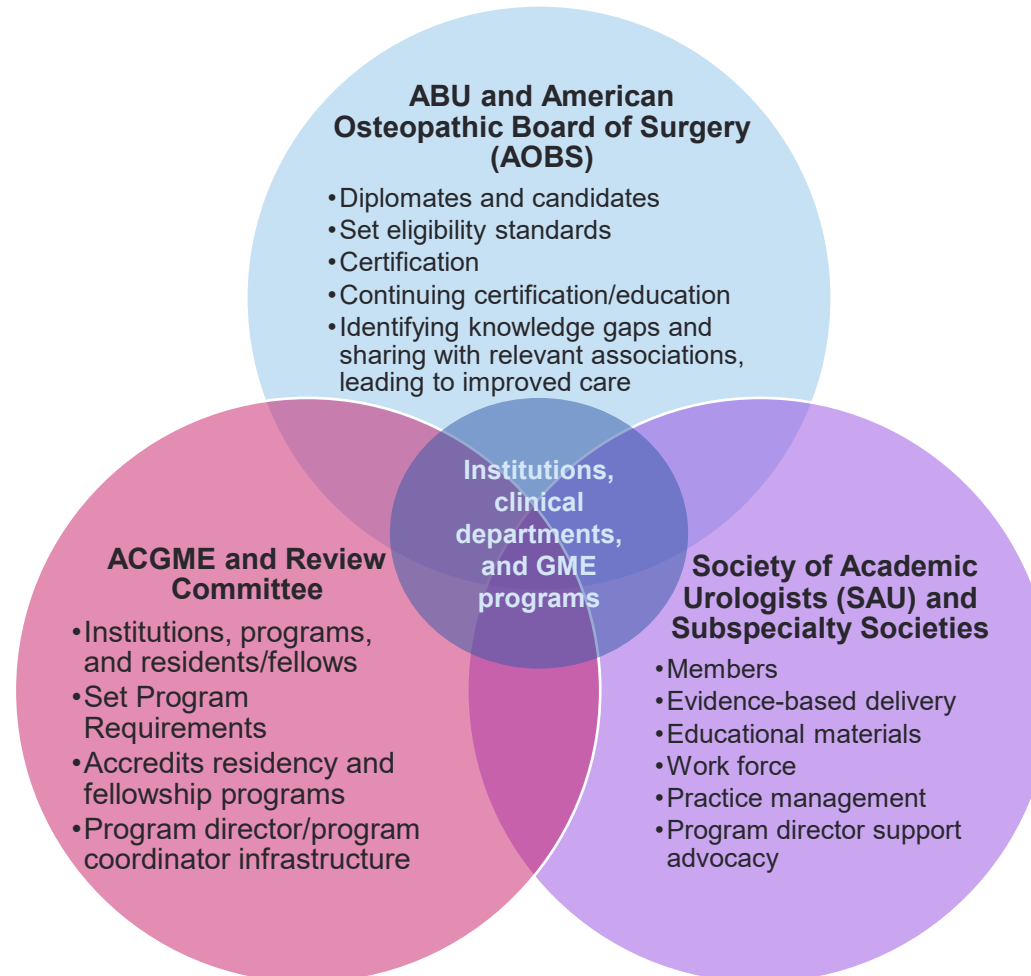 ABU and American
Osteopathic Board of Surgery
(AOBS)
•Diplomates and candidates
•Set eligibility standards
•Certification
•Continuing certification/education
•Identifying knowledge gaps and
sharing with relevant associations,
leading to improved care
Institutions,
clinical
departments,
and GME
programs
ACGME and Review
Committee
•Institutions, programs,
and residents/fellows
•Set Program
Requirements
•Accredits residency and
fellowship programs
•Program director/program
coordinator infrastructure
Society of Academic
Urologists (SAU) and
Subspecialty Societies
•Members
•Evidence-based delivery
•Educational materials
•Work force
•Practice management
•Program director support
advocacy